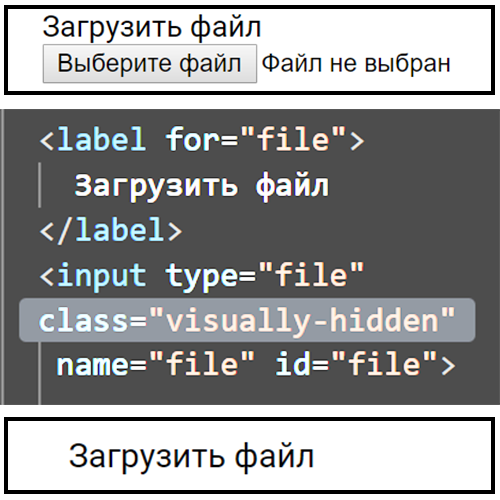 Загрузить файл
Выберите файл Файл не выбран
<label for="file">
Загрузить файл
</label>
<input type="file"
class="visually-hidden"
name="file" id="file">
Загрузить файл